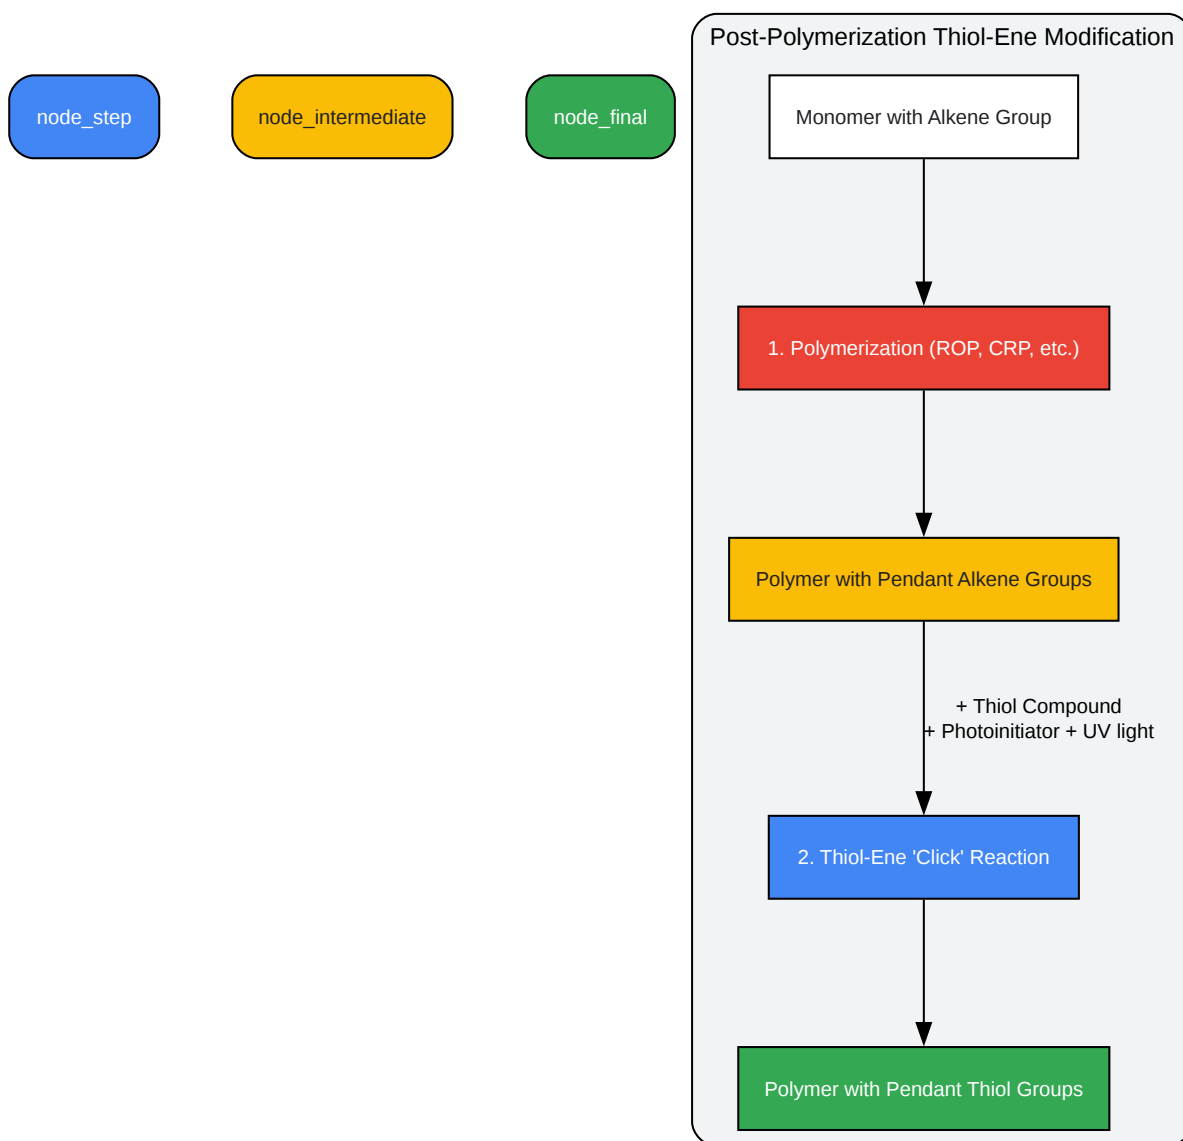 Post-Polymerization Thiol-Ene Modification
node_step
node_intermediate
node_final
Monomer with Alkene Group
1. Polymerization (ROP, CRP, etc.)
Polymer with Pendant Alkene Groups
+ Thiol Compound
+ Photoinitiator + UV light
2. Thiol-Ene 'Click' Reaction
Polymer with Pendant Thiol Groups